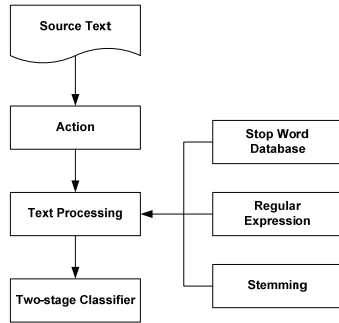 Source Text
Action
Text Processing
Two-stage Classifier
Stop Word
Database
Regular
Expression
Stemming